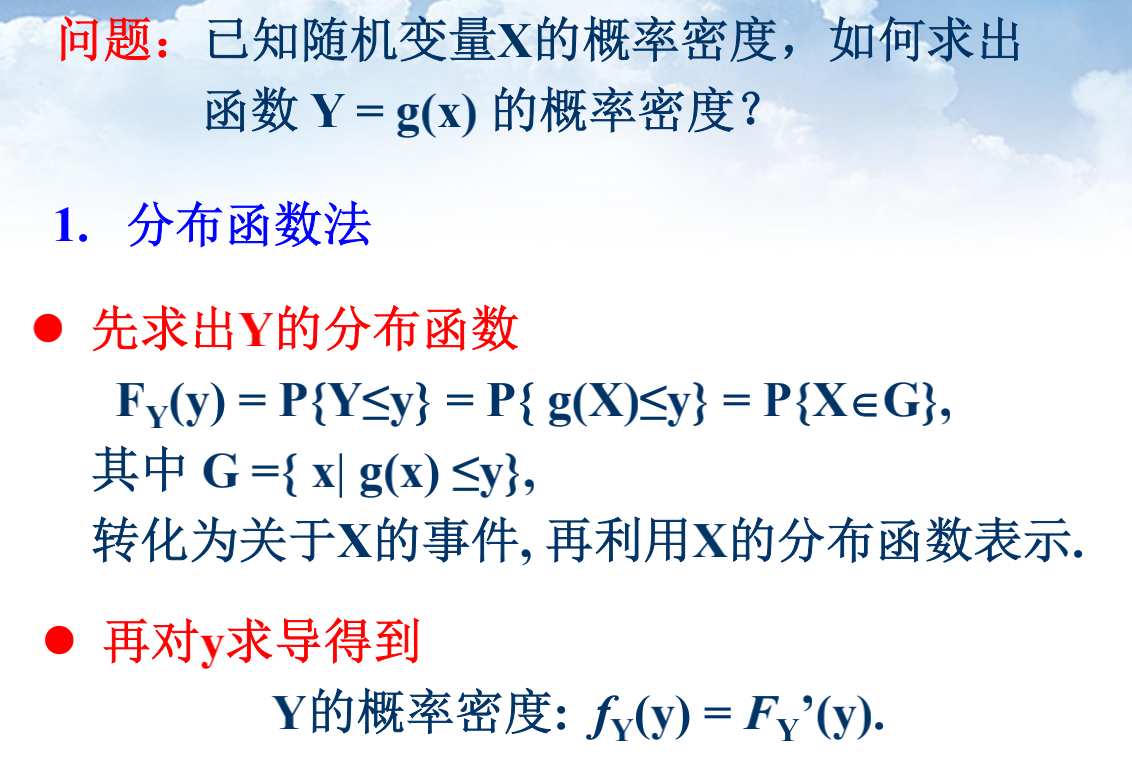 问题：已知随机变量X的概率密度，如何求出
函数 Y = g(x) 的概率密度？
1. 分布函数法
● 先求出Y的分布函数
F_Y(y) = P{Y≤y} = P{ g(X)≤y} = P{X∈G},
其中 G ={ x| g(x) ≤y},
转化为关于X的事件, 再利用X的分布函数表示.
● 再对y求导得到
Y的概率密度: f_Y(y) = F_Y’(y).